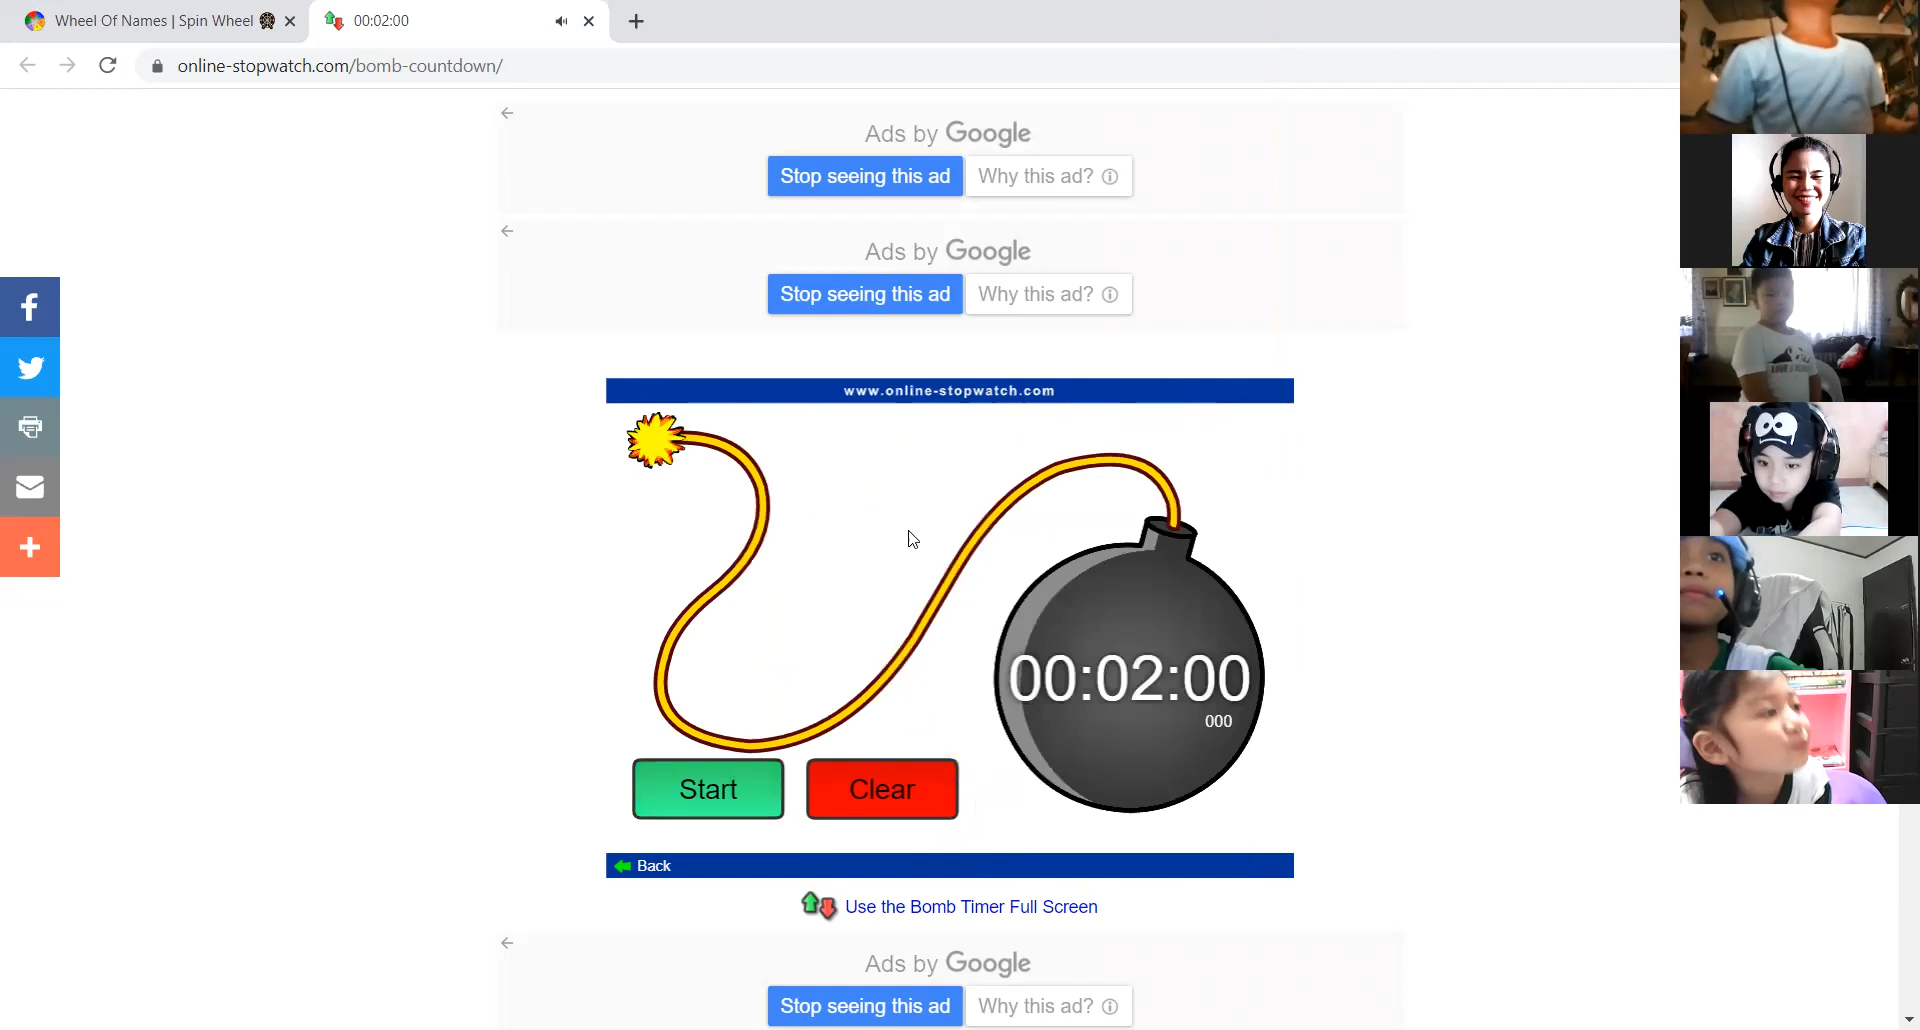 Wheel Of Names | Spin Wheel
00:02:00
online-stopwatch.com/bomb-countdown/
Ads by Google
Stop seeing this ad
Why this ad?
Ads by Google
Stop seeing this ad
Why this ad?
www.online-stopwatch.com
00:02:00
000
Start
Clear
Back
Use the Bomb Timer Full Screen
Ads by Google
Stop seeing this ad
Why this ad?